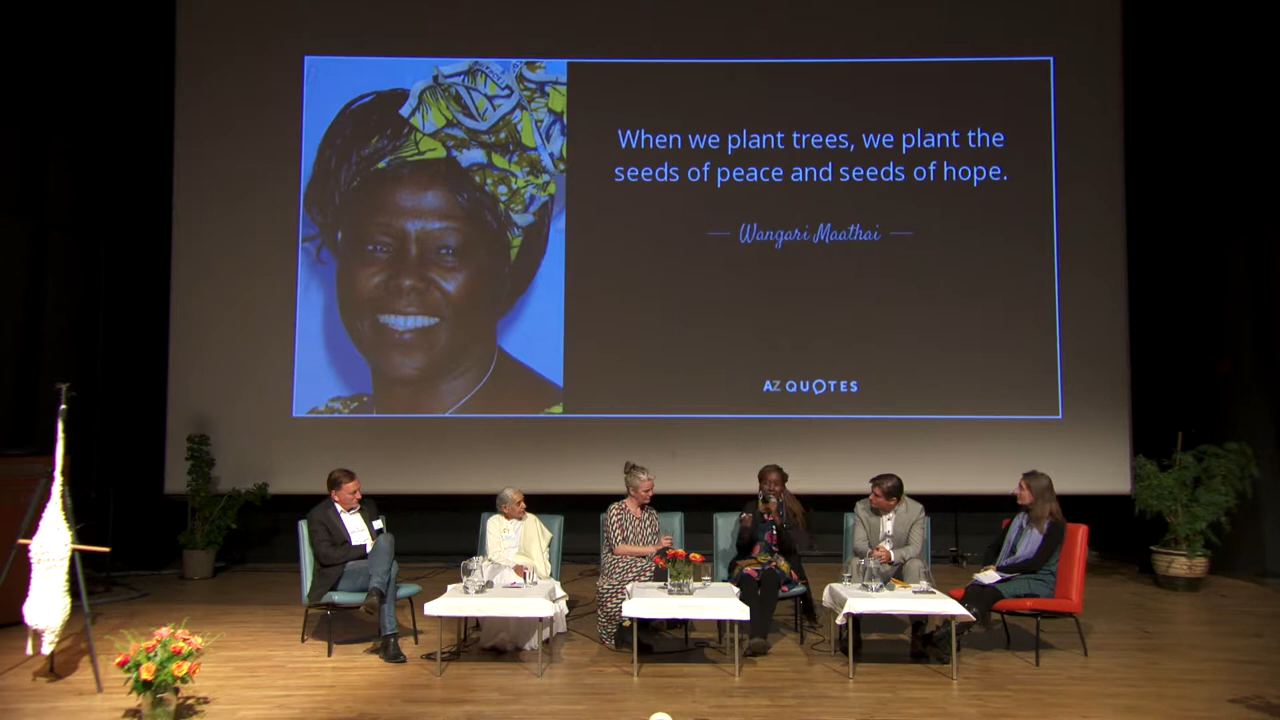 When we plant trees, we plant the
seeds of peace and seeds of hope.
— Wangari Maathai —
AZ QUOTES